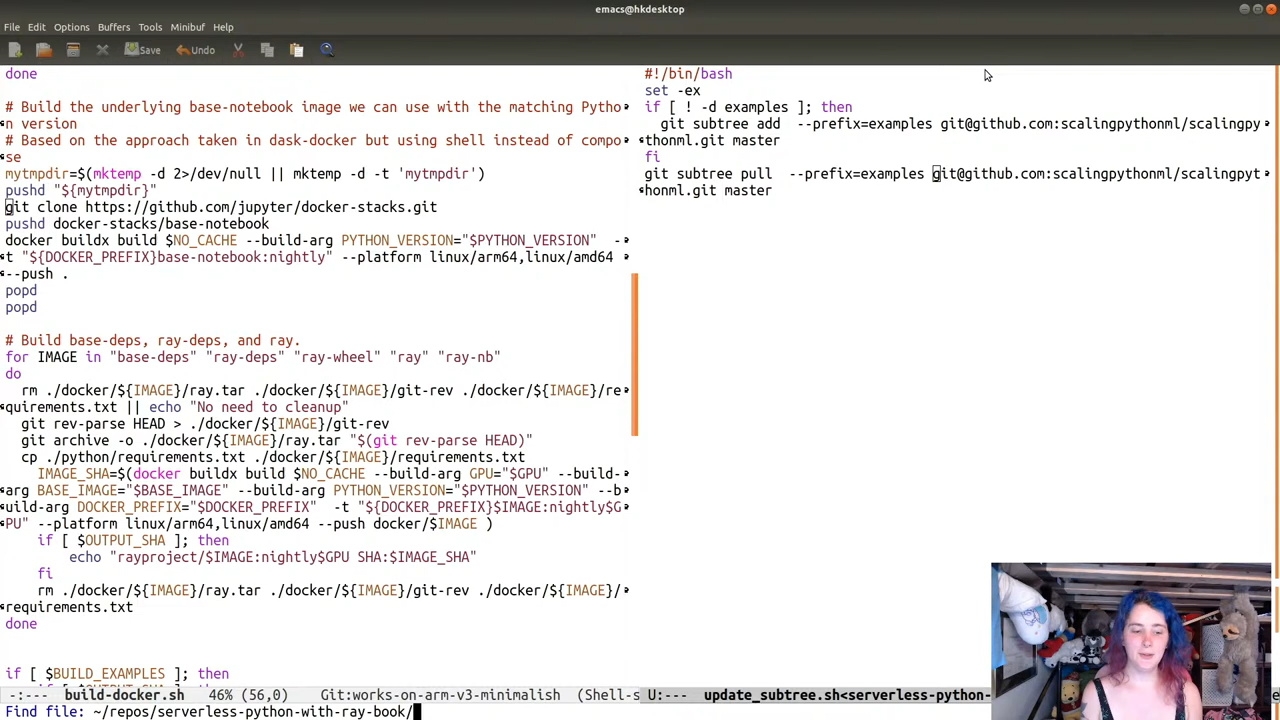 emacs@hkdesktop
File Edit Options Buffers Tools Minibuf Help
Save Undo
done
# Build the underlying base-notebook image we can use with the matching Pytho
n version
# Based on the approach taken in dask-docker but using shell instead of compo
se
mytmpdir=$(mktemp -d 2>/dev/null || mktemp -d -t 'mytmpdir')
pushd "${mytmpdir}"
git clone https://github.com/jupyter/docker-stacks.git
pushd docker-stacks/base-notebook
docker buildx build $NO_CACHE --build-arg PYTHON_VERSION="$PYTHON_VERSION" -
t "${DOCKER_PREFIX}base-notebook:nightly" --platform linux/arm64,linux/amd64
--push .
popd
popd
# Build base-deps, ray-deps, and ray.
for IMAGE in "base-deps" "ray-deps" "ray-wheel" "ray" "ray-nb"
do
rm ./docker/${IMAGE}/ray.tar ./docker/${IMAGE}/git-rev ./docker/${IMAGE}/re
quirements.txt || echo "No need to cleanup"
git rev-parse HEAD > ./docker/${IMAGE}/git-rev
git archive -o ./docker/${IMAGE}/ray.tar "$(git rev-parse HEAD)"
cp ./python/requirements.txt ./docker/${IMAGE}/requirements.txt
IMAGE_SHA=$(docker buildx build $NO_CACHE --build-arg GPU="$GPU" --build-
arg BASE_IMAGE="$BASE_IMAGE" --build-arg PYTHON_VERSION="$PYTHON_VERSION" --b
uild-arg DOCKER_PREFIX="$DOCKER_PREFIX" -t "${DOCKER_PREFIX}$IMAGE:nightly$G
PU" --platform linux/arm64,linux/amd64 --push docker/$IMAGE )
if [ $OUTPUT_SHA ]; then
echo "rayproject/$IMAGE:nightly$GPU SHA:$IMAGE_SHA"
fi
rm ./docker/${IMAGE}/ray.tar ./docker/${IMAGE}/git-rev ./docker/${IMAGE}/
requirements.txt
done
if [ $BUILD_EXAMPLES ]; then
#!/bin/bash
set -ex
if [ ! -d examples ]; then
git subtree add --prefix=examples git@github.com:scalingpythonml/scalingpy
thonml.git master
fi
git subtree pull --prefix=examples git@github.com:scalingpythonml/scalingpyt
honml.git master
-:--- build-docker.sh 46% (56,0) Git:works-on-arm-v3-minimalish (Shell-s
U:--- update_subtree.sh<serverless-python-
Find file: ~/repos/serverless-python-with-ray-book/